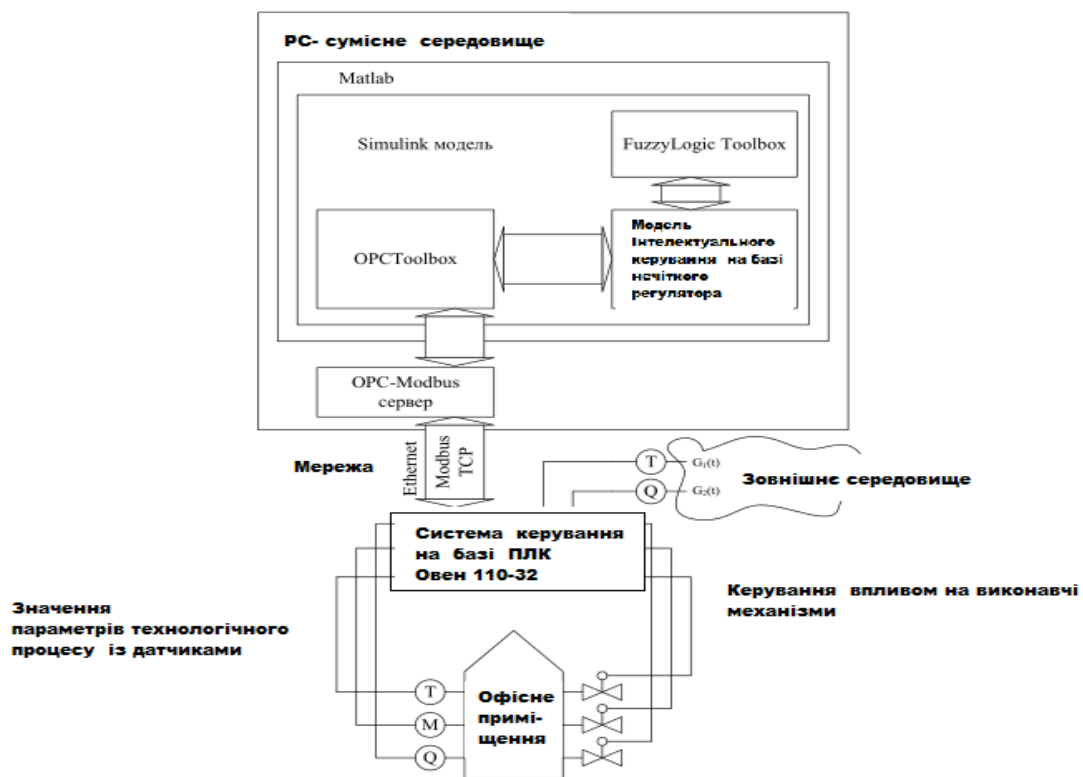 РС- сумісне середовище
Matlab
Simulink модель
FuzzyLogic Toolbox
OPCToolbox
Модель
Інтелектуального
керування на базі
нечіткого
регулятора
OPC-Modbus
сервер
Мережа
Ethernet
Modbus
TCP
T
G₁(t)
Q
G₂(t)
Зовнішнє середовище
Система керування
на базі ПЛК
Овен 110-32
Значення
параметрів технологічного
процесу із датчиками
Керування впливом на виконавчі
механізми
T
M
Q
Офісне
примі-
щення